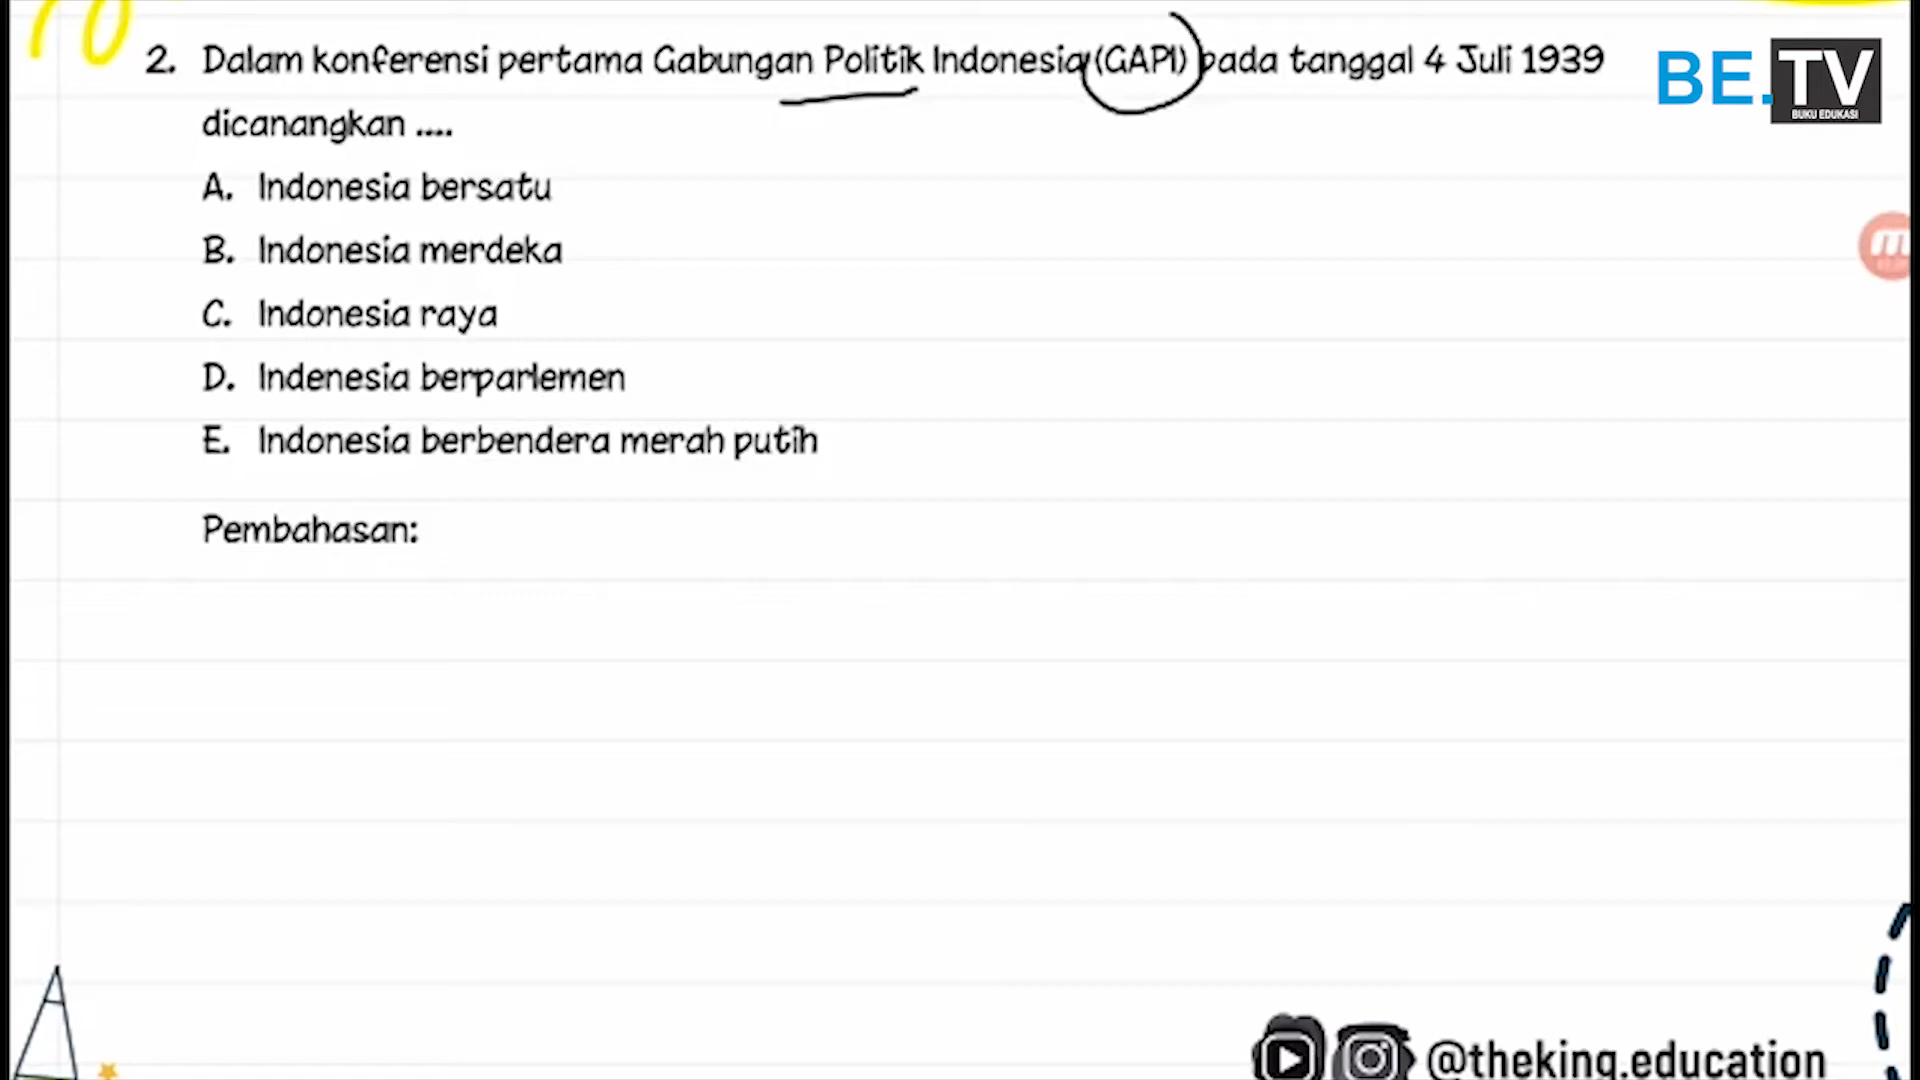 2. Dalam konferensi pertama Gabungan Politik Indonesia (GAPI) pada tanggal 4 Juli 1939
dicanangkan ....
A. Indonesia bersatu
B. Indonesia merdeka
C. Indonesia raya
D. Indenesia berparlemen
E. Indonesia berbendera merah putih
Pembahasan:
BE.TV
BUKU EDUKASI
@theking.education